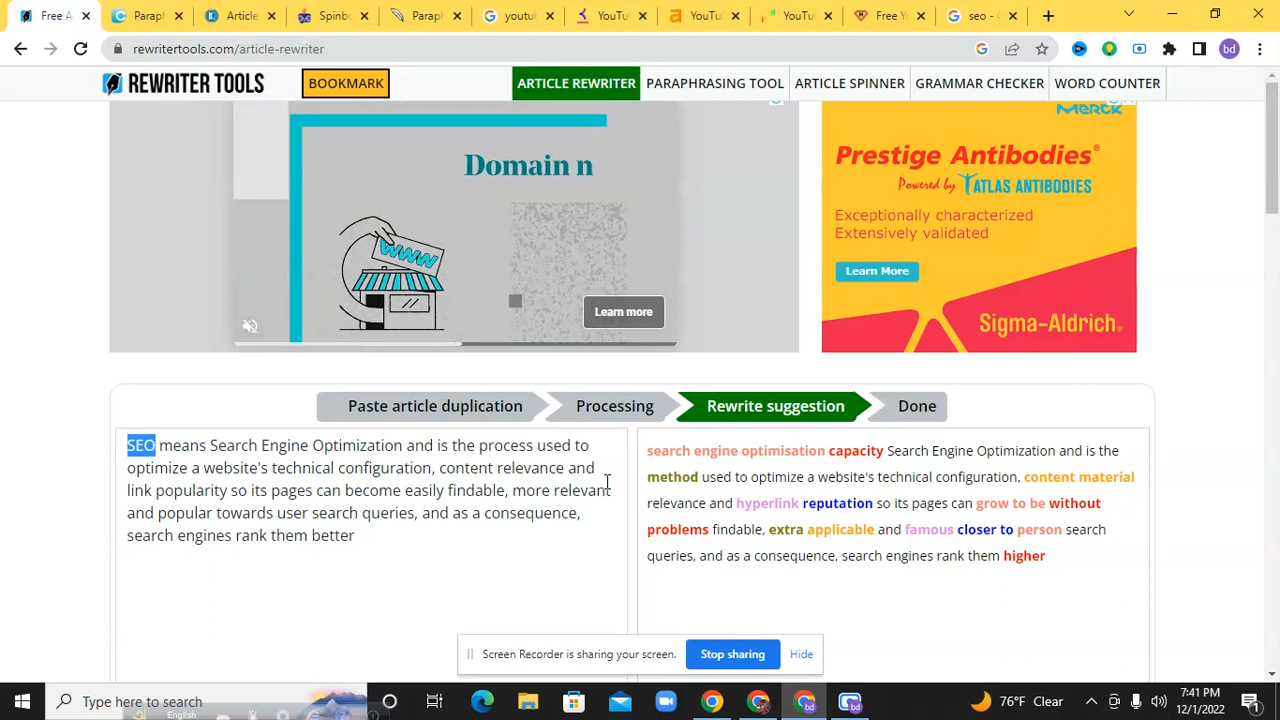 Free A
Paraph
Article
Spinbo
Paraph
youtub
YouTu
YouTu
YouTu
Free Y
seo - G
rewritertools.com/article-rewriter
bd
REWRITER TOOLS
BOOKMARK
ARTICLE REWRITER
PARAPHRASING TOOL
ARTICLE SPINNER
GRAMMAR CHECKER
WORD COUNTER
Domain n
WWW
Learn more
Merck
Prestige Antibodies®
Powered by ATLAS ANTIBODIES
Exceptionally characterized
Extensively validated
Learn More
Sigma-Aldrich.
Paste article duplication
Processing
Rewrite suggestion
Done
SEO means Search Engine Optimization and is the process used to
optimize a website's technical configuration, content relevance and
link popularity so its pages can become easily findable, more relevant
and popular towards user search queries, and as a consequence,
search engines rank them better
search engine optimisation capacity Search Engine Optimization and is the
method used to optimize a website's technical configuration, content material
relevance and hyperlink reputation so its pages can grow to be without
problems findable, extra applicable and famous closer to person search
queries, and as a consequence, search engines rank them higher
Screen Recorder is sharing your screen.
Stop sharing
Hide
Type here to search
English
76°F Clear
7:41 PM
12/1/2022